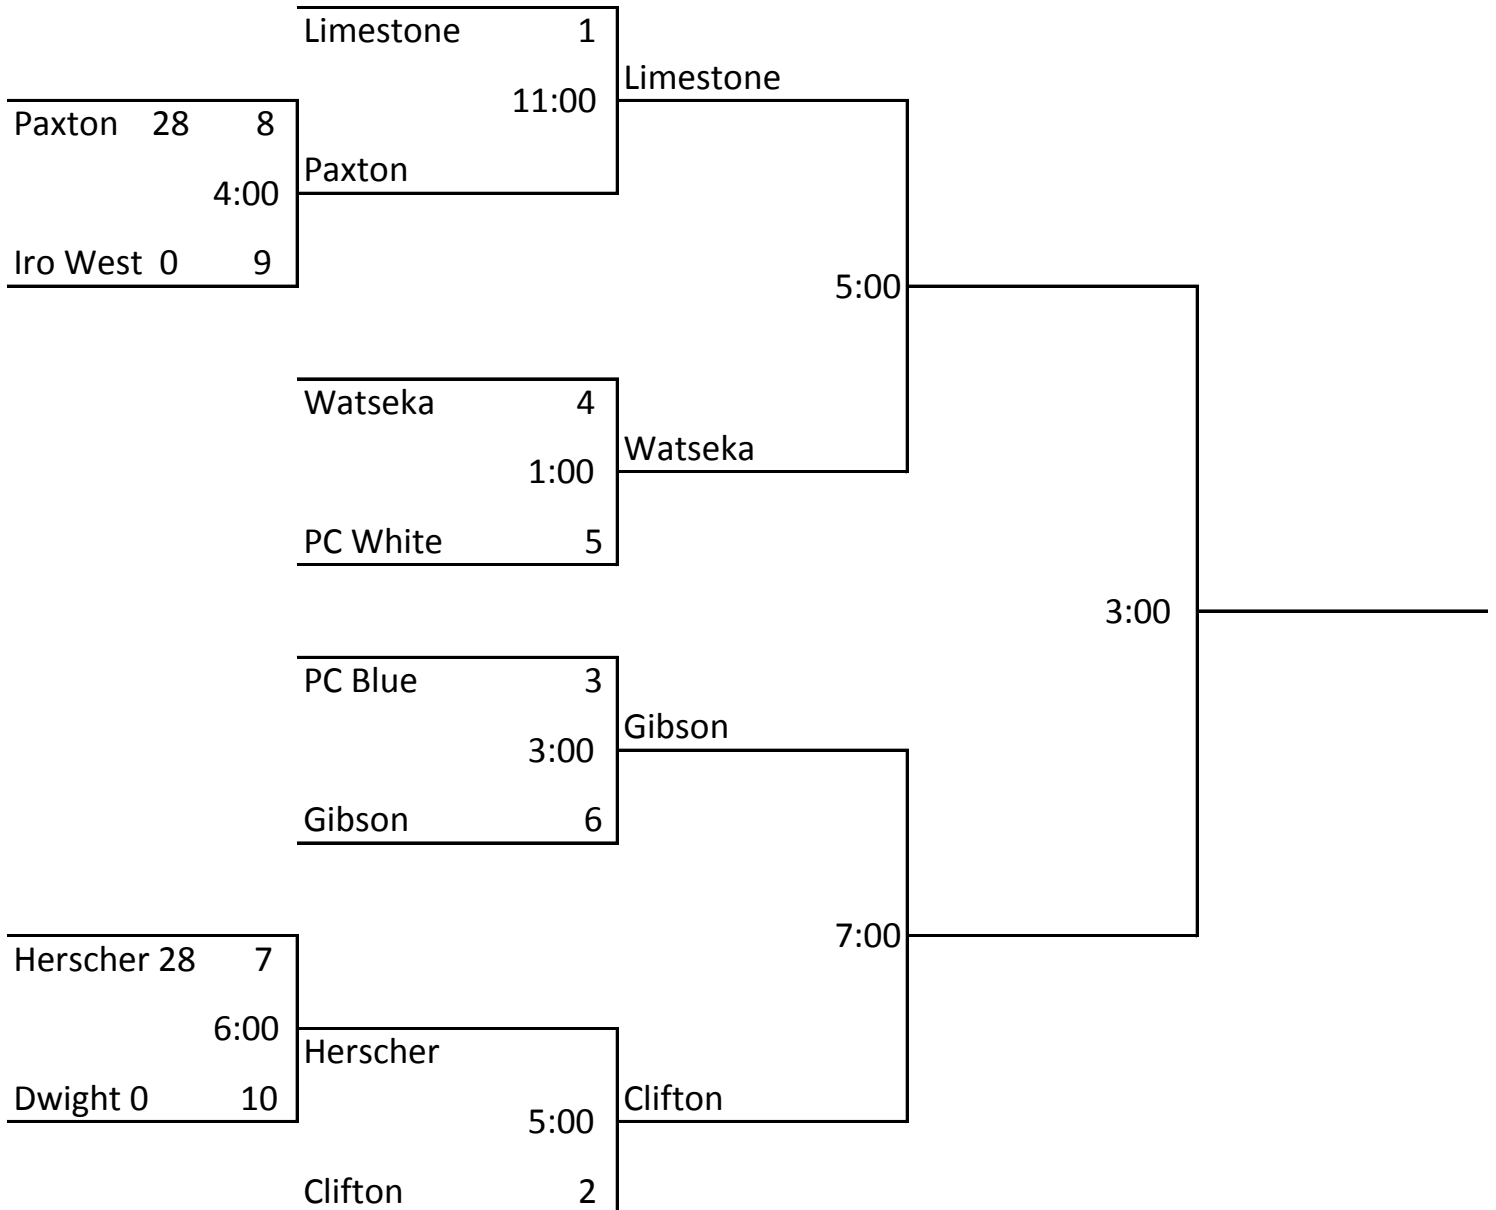 Limestone 1
Limestone
11:00
Paxton 28 8
Paxton
4:00
Iro West 0 9
5:00
Watseka 4
Watseka
1:00
PC White 5
3:00
PC Blue 3
Gibson
3:00
Gibson 6
7:00
Herscher 28 7
6:00
Herscher
Dwight 0 10
Clifton
5:00
Clifton 2